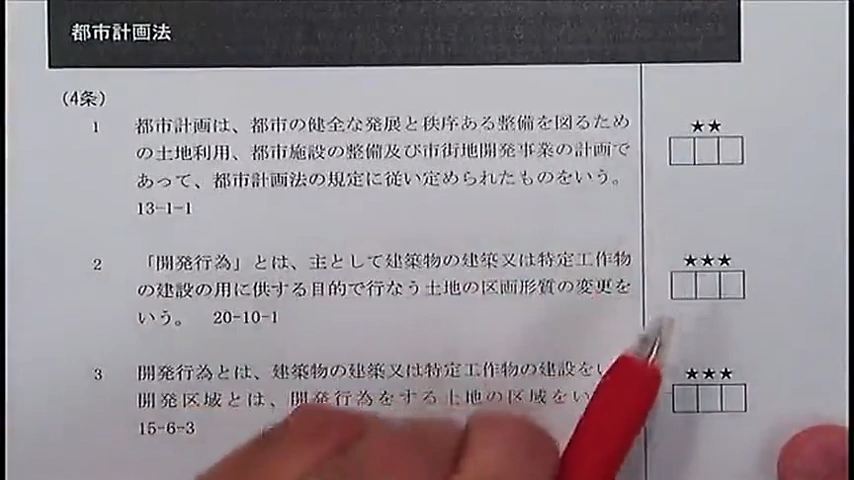 都市計画法
(4条)
1 都市計画は、都市の健全な発展と秩序ある整備を図るため
★★
の土地利用、都市施設の整備及び市街地開発事業の計画で
あって、都市計画法の規定に従い定められたものをいう。
13-1-1
2 「開発行為」とは、主として建築物の建築又は特定工作物
★★★
の建設の用に供する目的で行なう土地の区画形質の変更を
いう。 20-10-1
3 開発行為とは、建築物の建築又は特定工作物の建設をい
★★★
開発区域とは、開発行為をする土地の区域をい
15-6-3